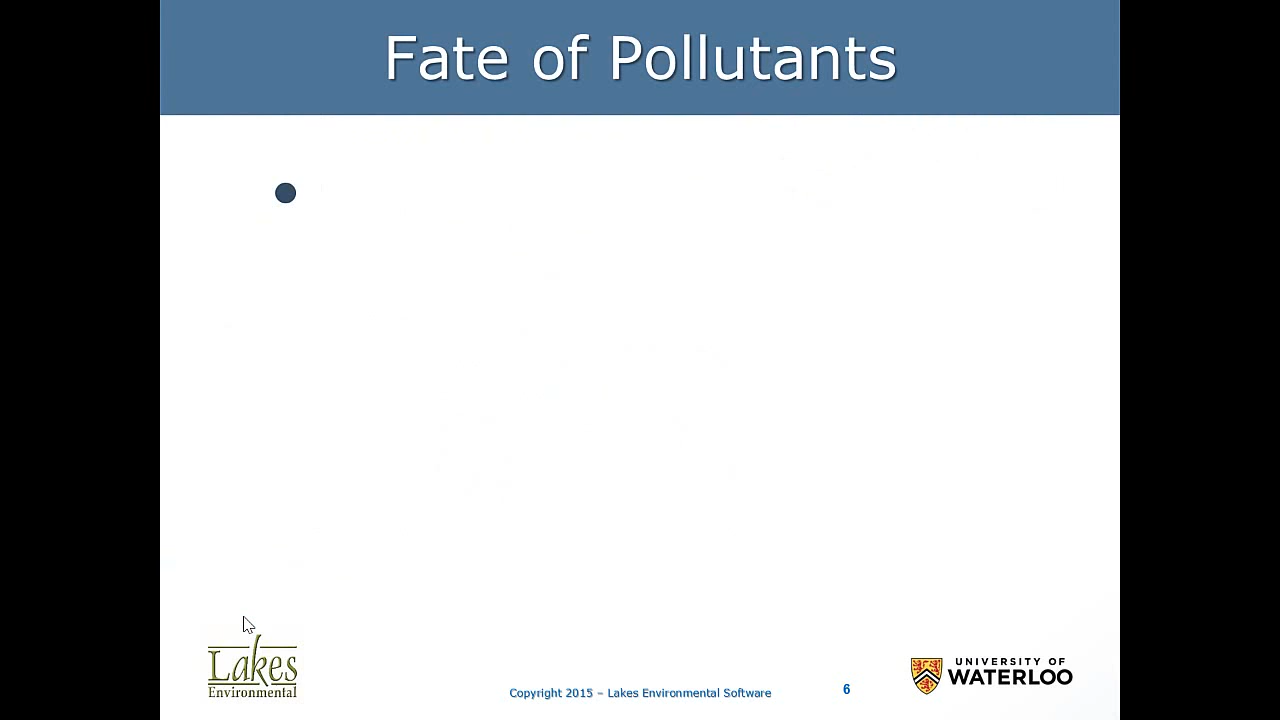 Fate of Pollutants
Lakes
Environmental
Copyright 2015 – Lakes Environmental Software
6
UNIVERSITY OF
WATERLOO